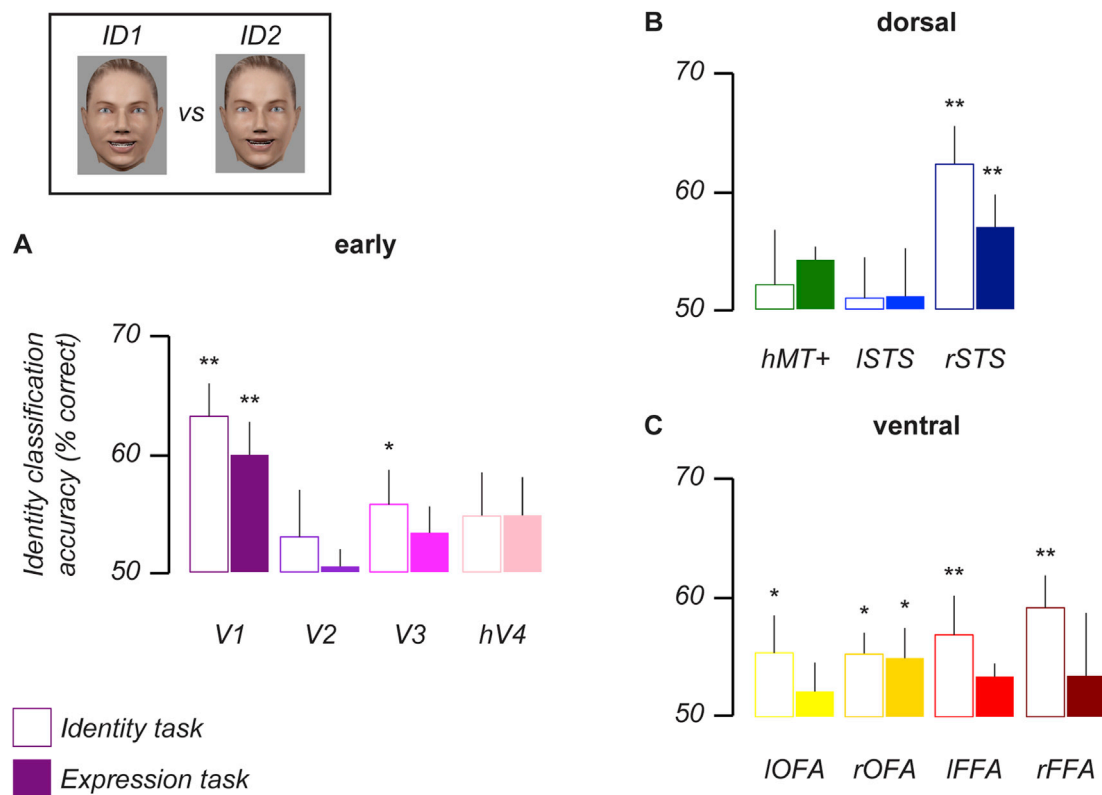 ID1 vs ID2
A early
Identity classification
accuracy (% correct)
70
60
50
** ** *
V1 V2 V3 hV4
Identity task
Expression task
B dorsal
70
60
50
** **
hMT+ lSTS rSTS
C ventral
70
60
50
* * * ** **
lOFA rOFA lFFA rFFA